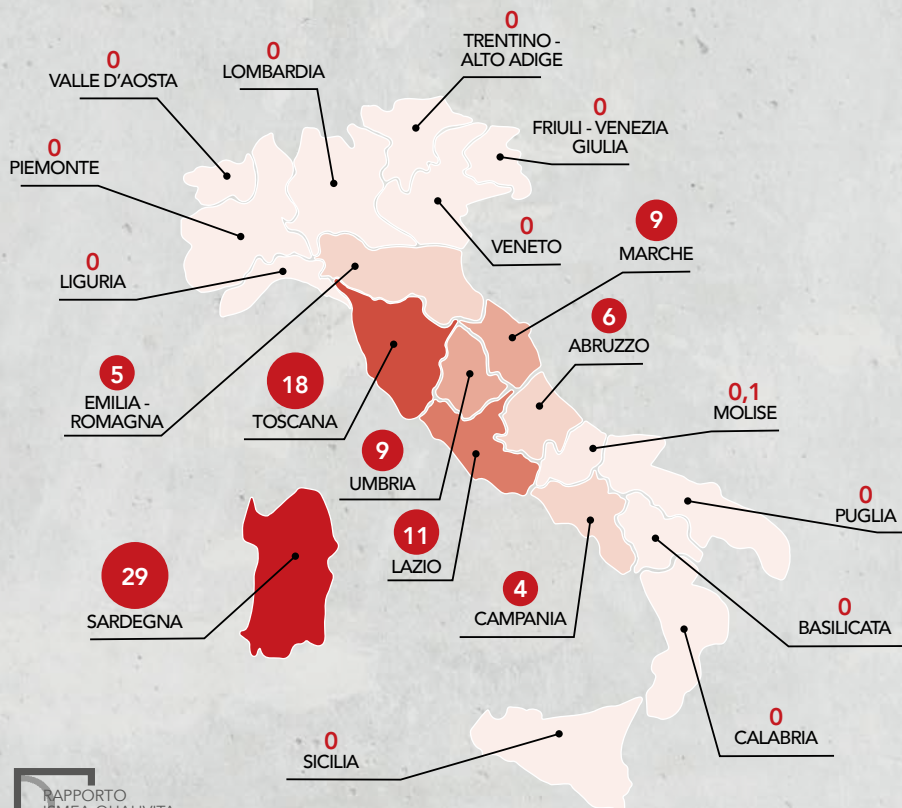 0
TRENTINO -
ALTO ADIGE
0
VALLE D'AOSTA
0
LOMBARDIA
0
FRIULI - VENEZIA
GIULIA
0
PIEMONTE
0
VENETO
9
MARCHE
0
LIGURIA
6
ABRUZZO
5
EMILIA -
ROMAGNA
18
TOSCANA
0,1
MOLISE
9
UMBRIA
0
PUGLIA
11
LAZIO
29
SARDEGNA
4
CAMPANIA
0
BASILICATA
0
CALABRIA
0
SICILIA
RAPPORTO
ISMEA QUALIVITA